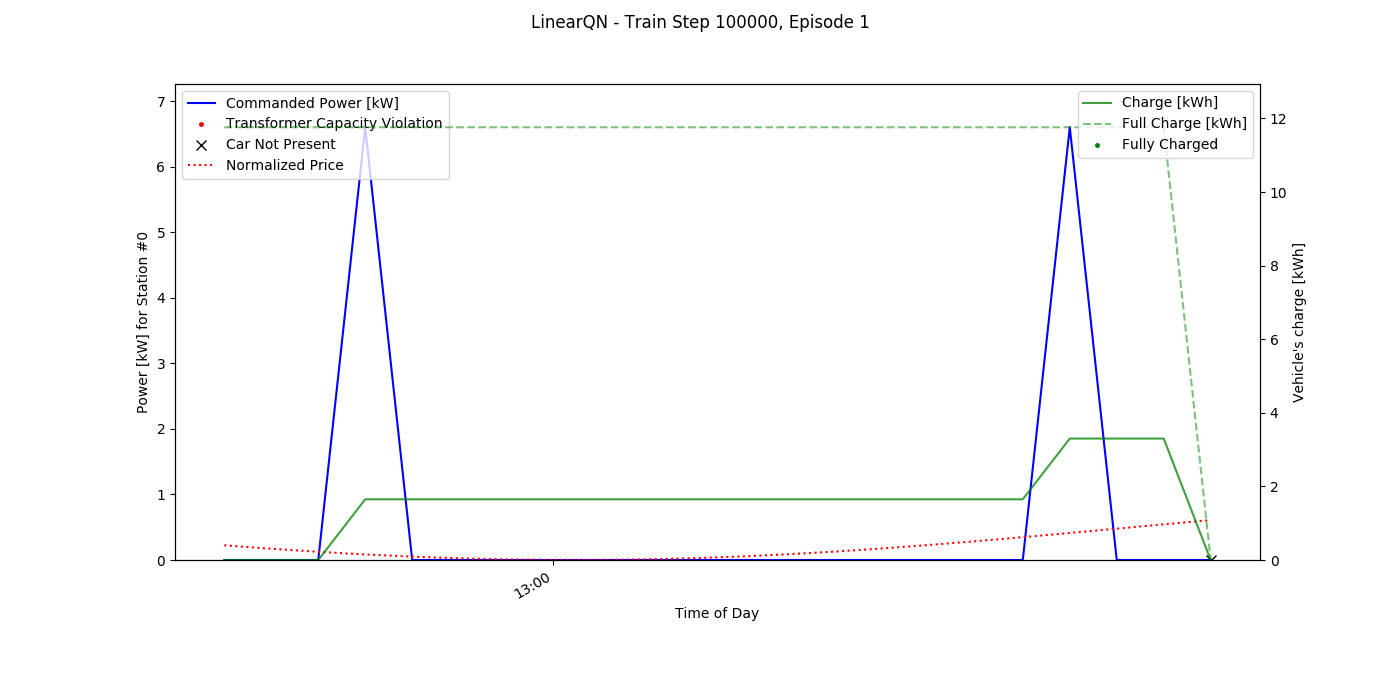 LinearQN - Train Step 100000, Episode 1
Commanded Power [kW]
Transformer Capacity Violation
Car Not Present
Normalized Price
Charge [kWh]
Full Charge [kWh]
Fully Charged
7
6
5
4
3
2
1
0
Power [kW] for Station #0
12
10
8
6
4
2
0
Vehicle's charge [kWh]
13:00
Time of Day